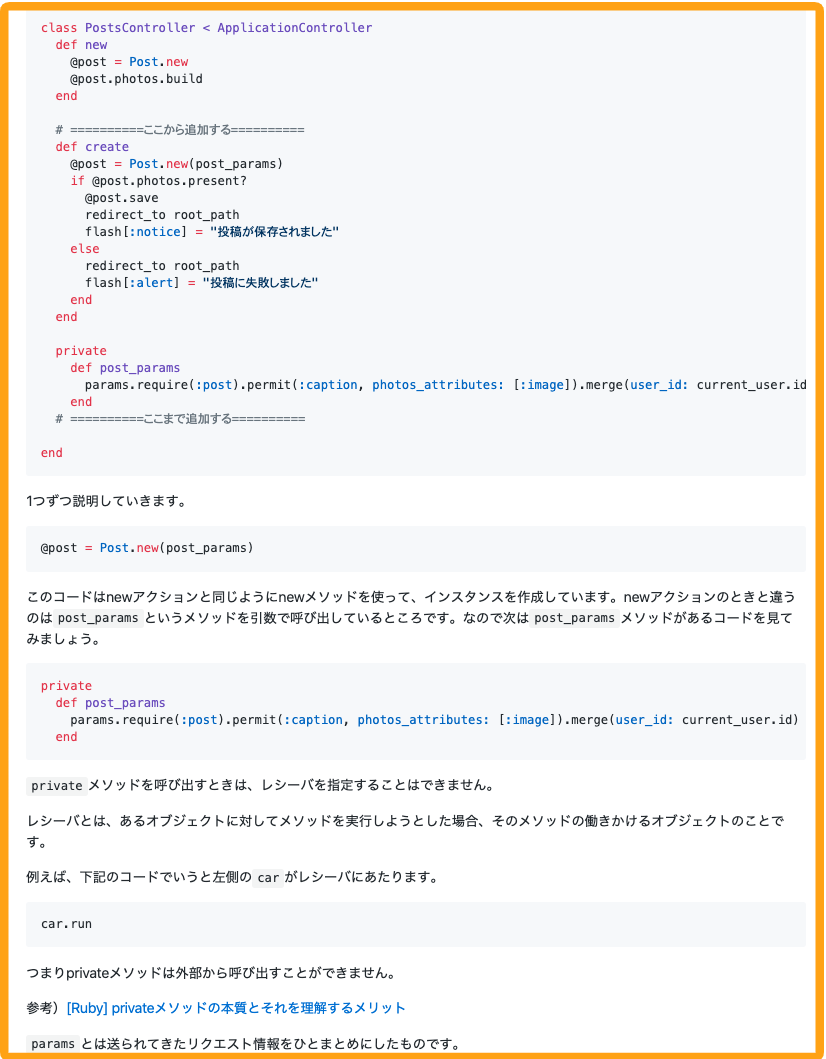 class PostsController < ApplicationController
  def new
    @post = Post.new
    @post.photos.build
  end

  # ==========ここから追加する==========
  def create
    @post = Post.new(post_params)
    if @post.photos.present?
      @post.save
      redirect_to root_path
      flash[:notice] = "投稿が保存されました"
    else
      redirect_to root_path
      flash[:alert] = "投稿に失敗しました"
    end
  end

  private
    def post_params
      params.require(:post).permit(:caption, photos_attributes: [:image]).merge(user_id: current_user.id
    end
  # ==========ここまで追加する==========

end
1つずつ説明していきます。
@post = Post.new(post_params)
このコードはnewアクションと同じようにnewメソッドを使って、インスタンスを作成しています。newアクションのときと違う
のは post_params というメソッドを引数で呼び出しているところです。なので次は post_params メソッドがあるコードを見て
みましょう。
private
  def post_params
    params.require(:post).permit(:caption, photos_attributes: [:image]).merge(user_id: current_user.id)
  end
private メソッドを呼び出すときは、レシーバを指定することはできません。
レシーバとは、あるオブジェクトに対してメソッドを実行しようとした場合、そのメソッドの働きかけるオブジェクトのことで
す。
例えば、下記のコードでいうと左側の car がレシーバにあたります。
car.run
つまりprivateメソッドは外部から呼び出すことができません。
参考）[Ruby] privateメソッドの本質とそれを理解するメリット
params とは送られてきたリクエスト情報をひとまとめにしたものです。